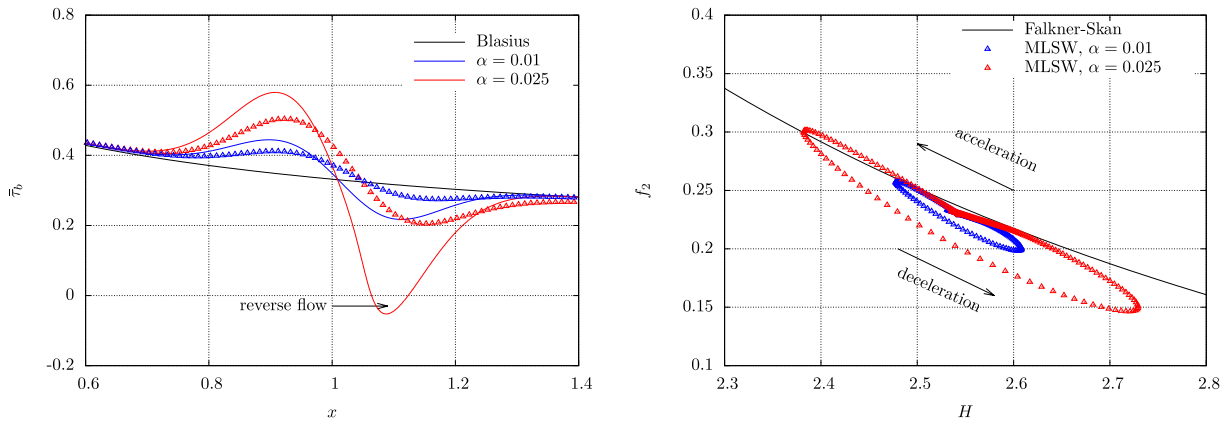 0.8
0.6
0.4
0.2
0
-0.2
0.6
0.8
1
1.2
1.4
x
τ̿_b
Blasius
α = 0.01
α = 0.025
reverse flow
0.4
0.35
0.3
0.25
0.2
0.15
0.1
2.3
2.4
2.5
2.6
2.7
2.8
H
f₂
Falkner-Skan
MLSW, α = 0.01
MLSW, α = 0.025
acceleration
deceleration